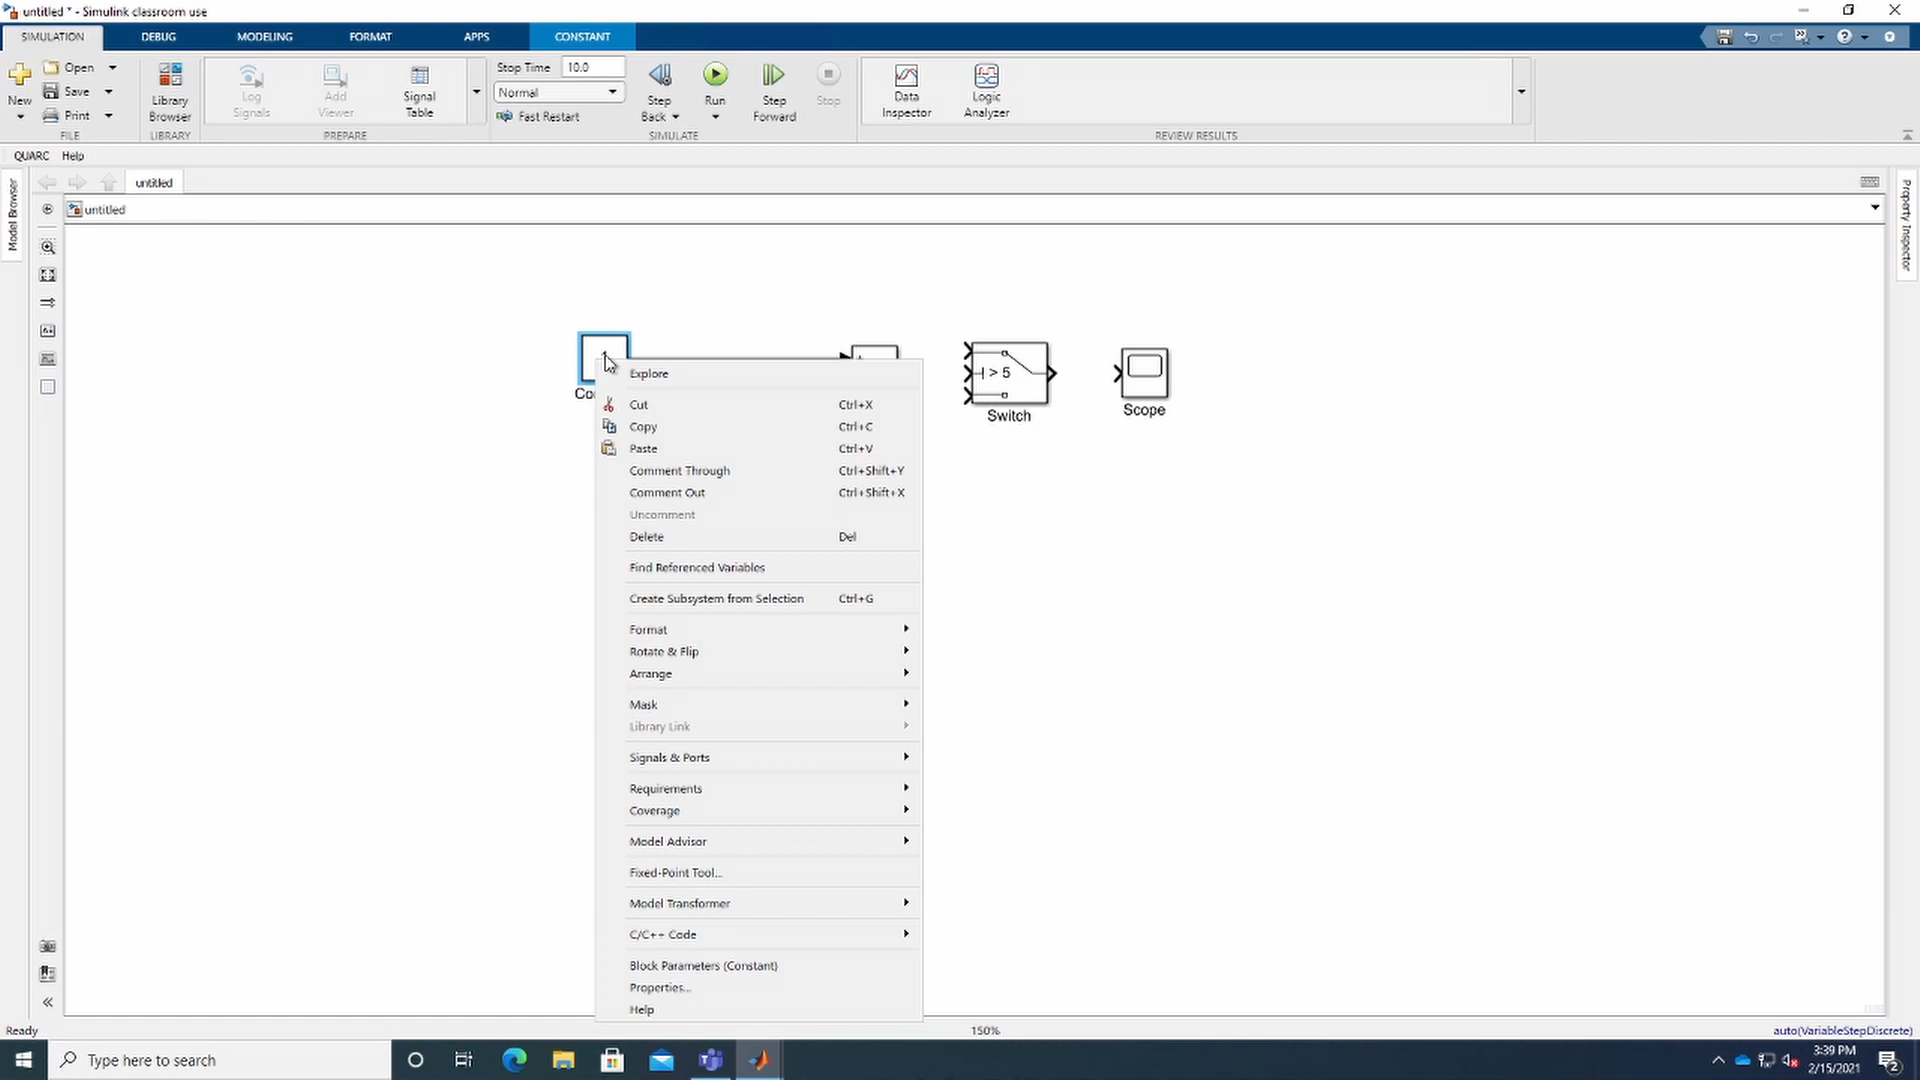 untitled * - Simulink classroom use
SIMULATION DEBUG MODELING FORMAT APPS CONSTANT
New
Open
Save
Print
FILE
Library Browser
LIBRARY
Log Signals
Add Viewer
Signal Table
PREPARE
Stop Time 10.0
Normal
Fast Restart
Step Back
Run
Step Forward
Stop
SIMULATE
Data Inspector
Logic Analyzer
REVIEW RESULTS
QUARC Help
Model Browser
untitled
untitled
Property Inspector
> 5
Switch
Scope
Explore
Cut Ctrl+X
Copy Ctrl+C
Paste Ctrl+V
Comment Through Ctrl+Shift+Y
Comment Out Ctrl+Shift+X
Uncomment
Delete Del
Find Referenced Variables
Create Subsystem from Selection Ctrl+G
Format
Rotate & Flip
Arrange
Mask
Library Link
Signals & Ports
Requirements
Coverage
Model Advisor
Fixed-Point Tool...
Model Transformer
C/C++ Code
Block Parameters (Constant)
Properties...
Help
Ready 150% auto(VariableStepDiscrete)
Type here to search
3:39 PM
2/15/2021
2